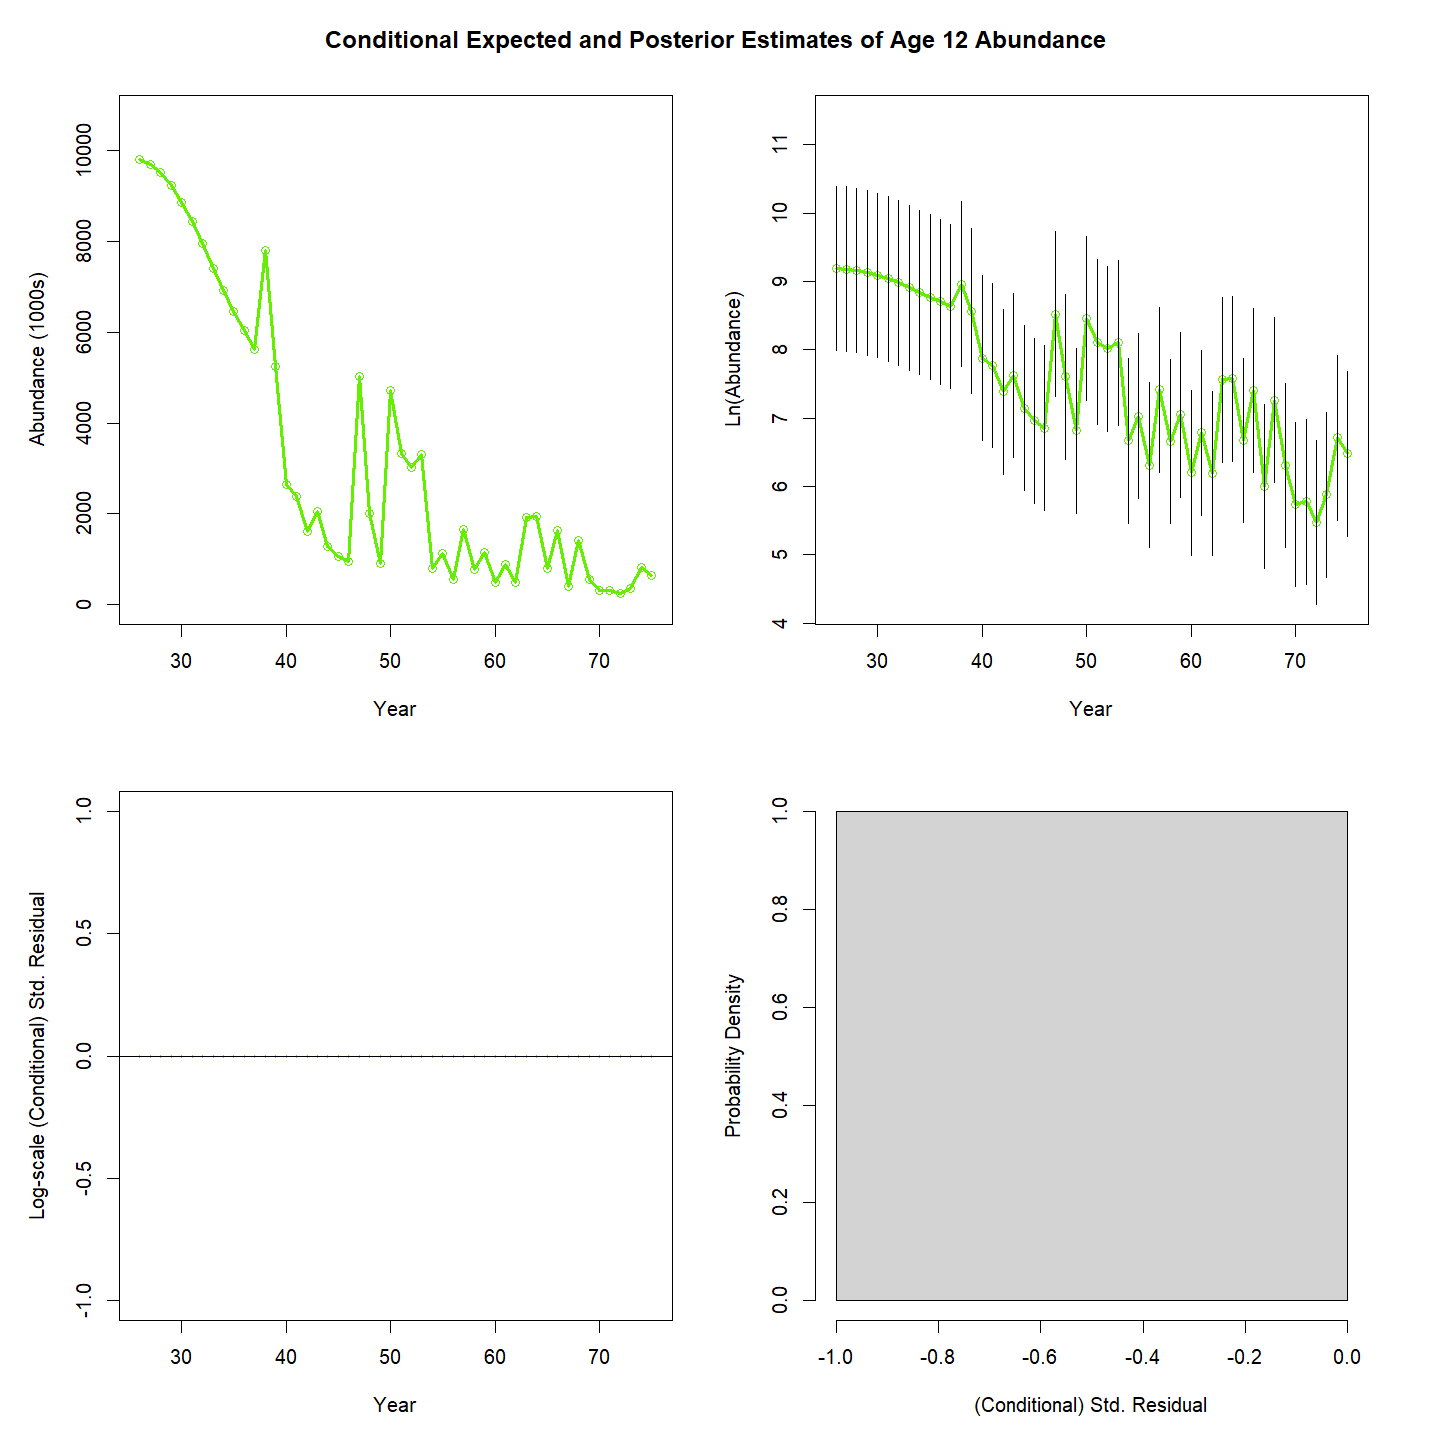 Conditional Expected and Posterior Estimates of Age 12 Abundance
Abundance (1000s)
0 2000 4000 6000 8000 10000
30 40 50 60 70
Year
Ln(Abundance)
4 5 6 7 8 9 10 11
30 40 50 60 70
Year
Log-scale (Conditional) Std. Residual
-1.0 -0.5 0.0 0.5 1.0
30 40 50 60 70
Year
Probability Density
0.0 0.2 0.4 0.6 0.8 1.0
-1.0 -0.8 -0.6 -0.4 -0.2 0.0
(Conditional) Std. Residual